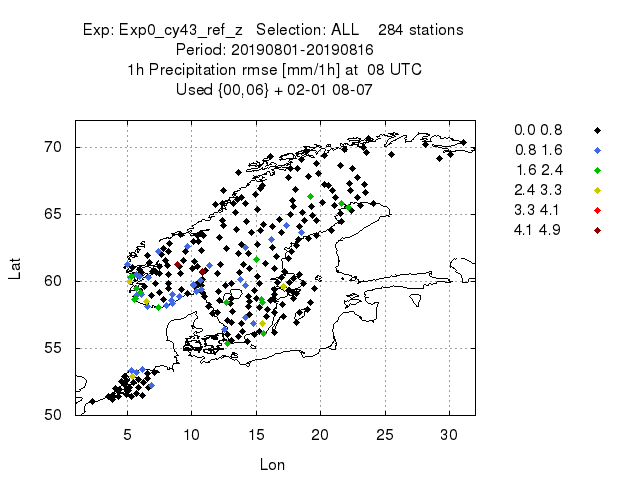 Exp: Exp0_cy43_ref_z Selection: ALL 284 stations
Period: 20190801-20190816
1h Precipitation rmse [mm/1h] at 08 UTC
Used {00,06} + 02-01 08-07
0.0 0.8
0.8 1.6
1.6 2.4
2.4 3.3
3.3 4.1
4.1 4.9
70
65
60
55
50
Lat
5 10 15 20 25 30
Lon